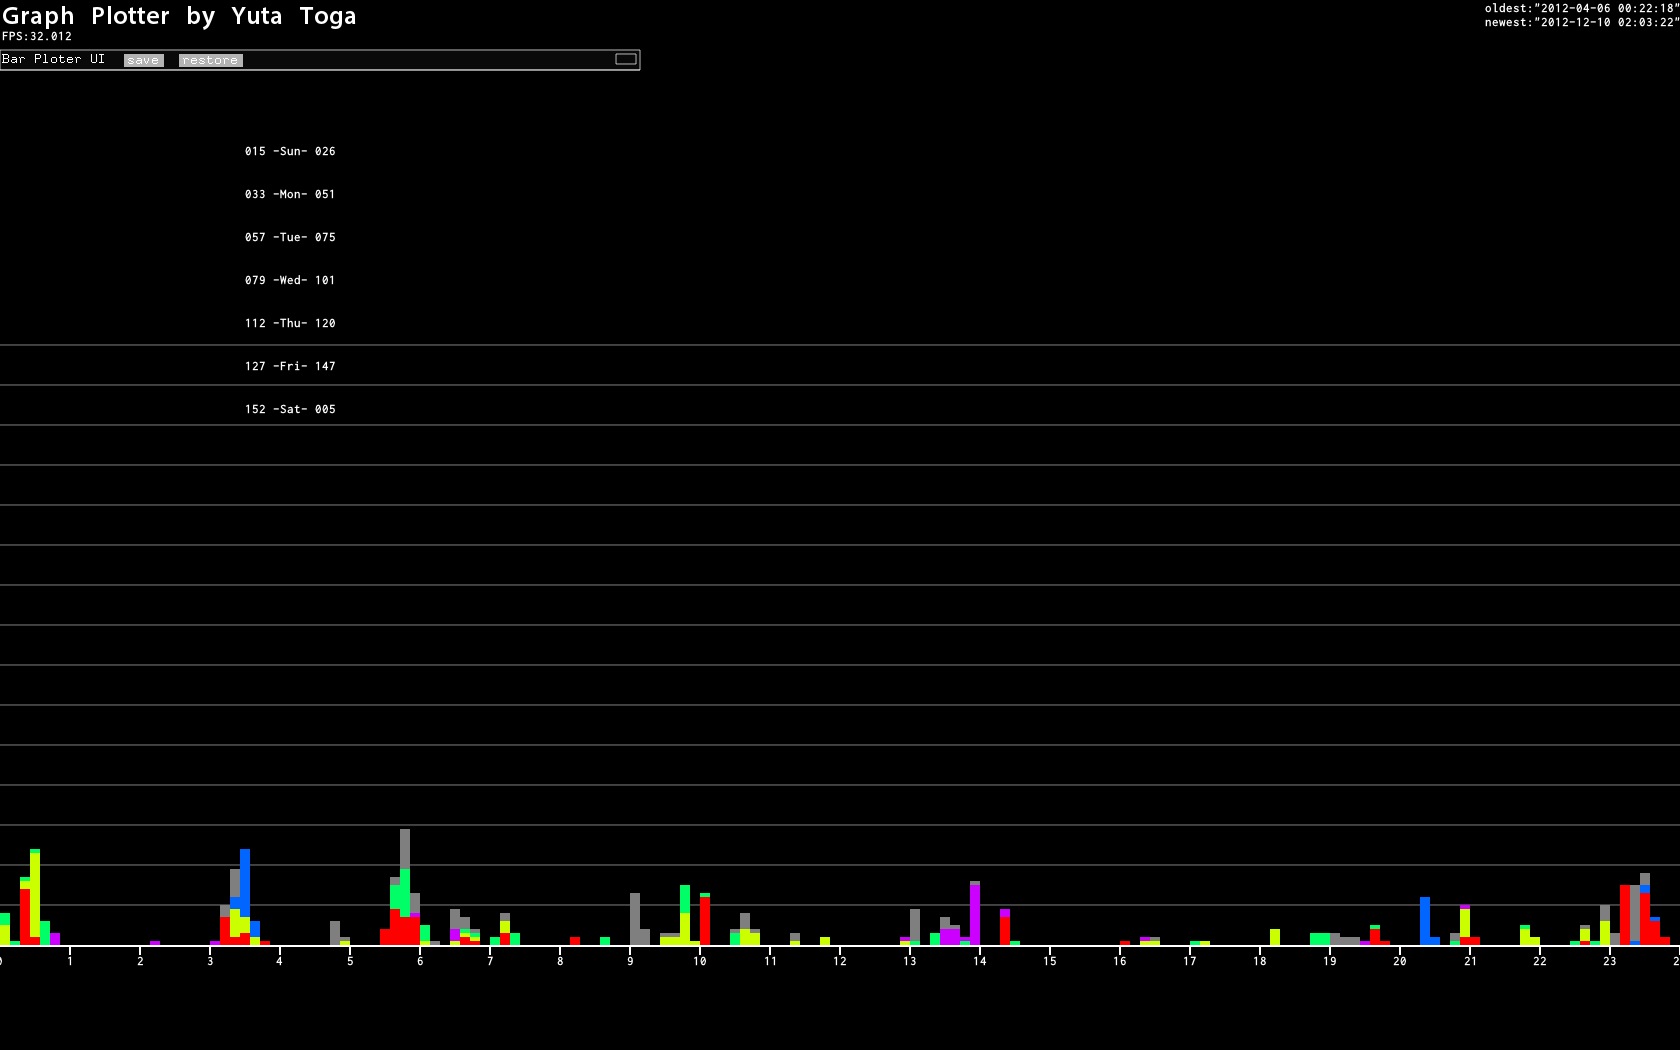 Graph Plotter by Yuta Toga
oldest:"2012-04-06 00:22:18"
newest:"2012-12-10 02:03:22"
FPS:32.012
Bar Ploter UI save restore
015 -Sun- 026
033 -Mon- 051
057 -Tue- 075
079 -Wed- 101
112 -Thu- 120
127 -Fri- 147
152 -Sat- 005
1 2 3 4 5 6 7 8 9 10 11 12 13 14 15 16 17 18 19 20 21 22 23